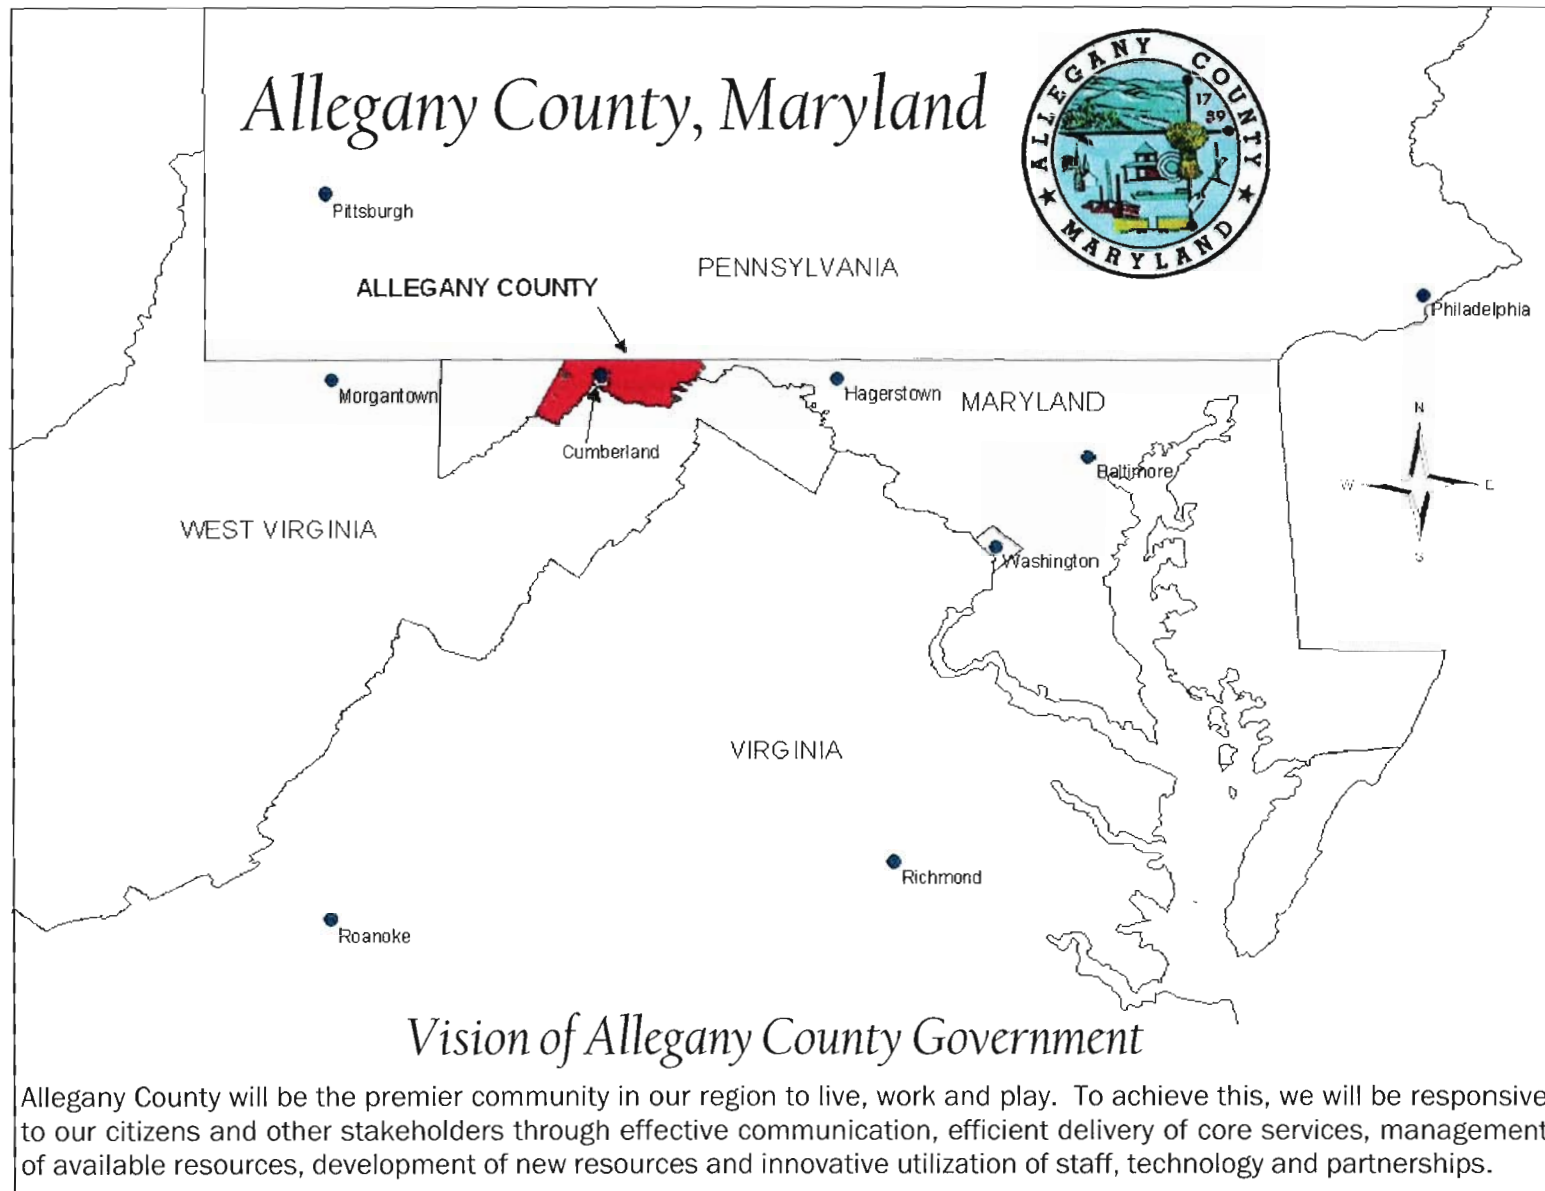 Allegany County, Maryland
ALLEGANY COUNTY
17
89
★ MARYLAND ★
Pittsburgh
PENNSYLVANIA
ALLEGANY COUNTY
Philadelphia
Morgantown
Hagerstown
MARYLAND
N
Cumberland
Baltimore
W
E
WEST VIRGINIA
S
Washington
VIRGINIA
Richmond
Roanoke
Vision of Allegany County Government
Allegany County will be the premier community in our region to live, work and play. To achieve this, we will be responsive
to our citizens and other stakeholders through effective communication, efficient delivery of core services, management
of available resources, development of new resources and innovative utilization of staff, technology and partnerships.